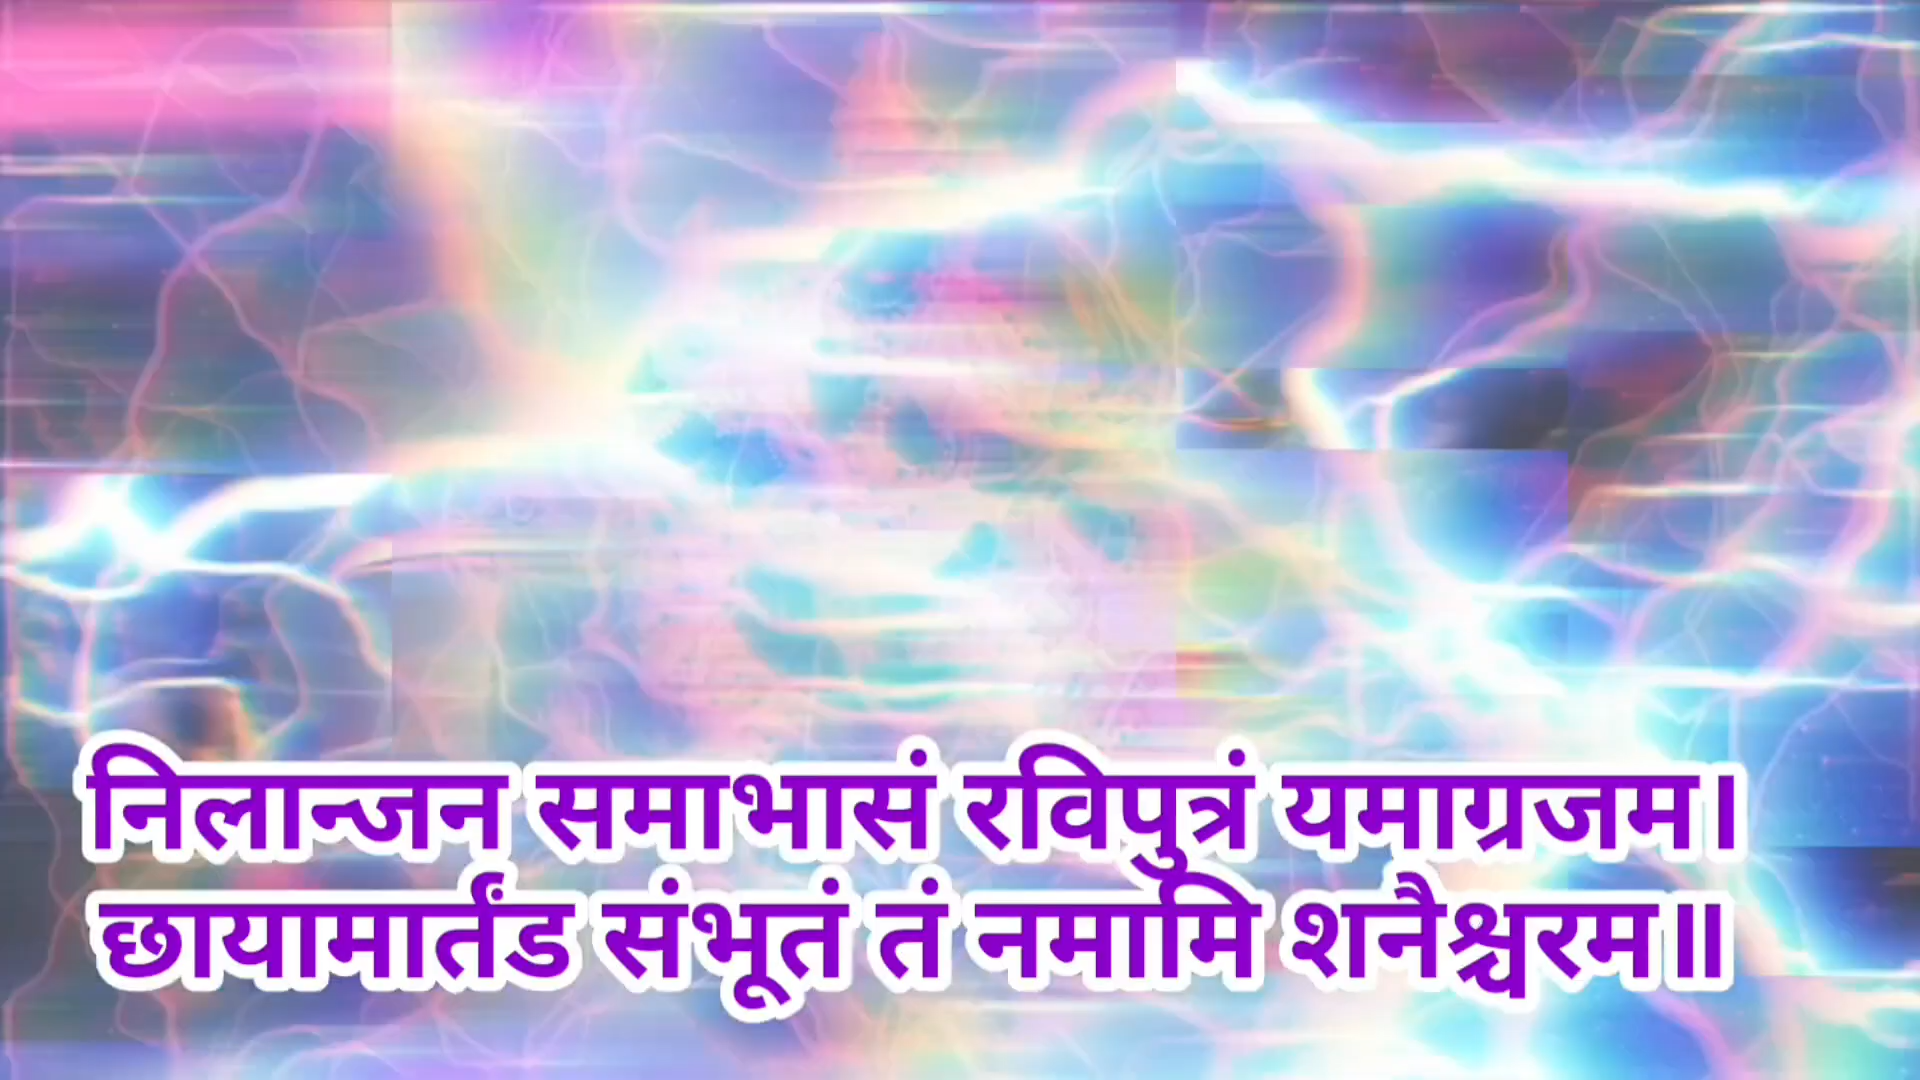 निलान्जन समाभासं रविपुत्रं यमाग्रजम।
छायामार्तंड संभूतं तं नमामि शनैश्चरम॥